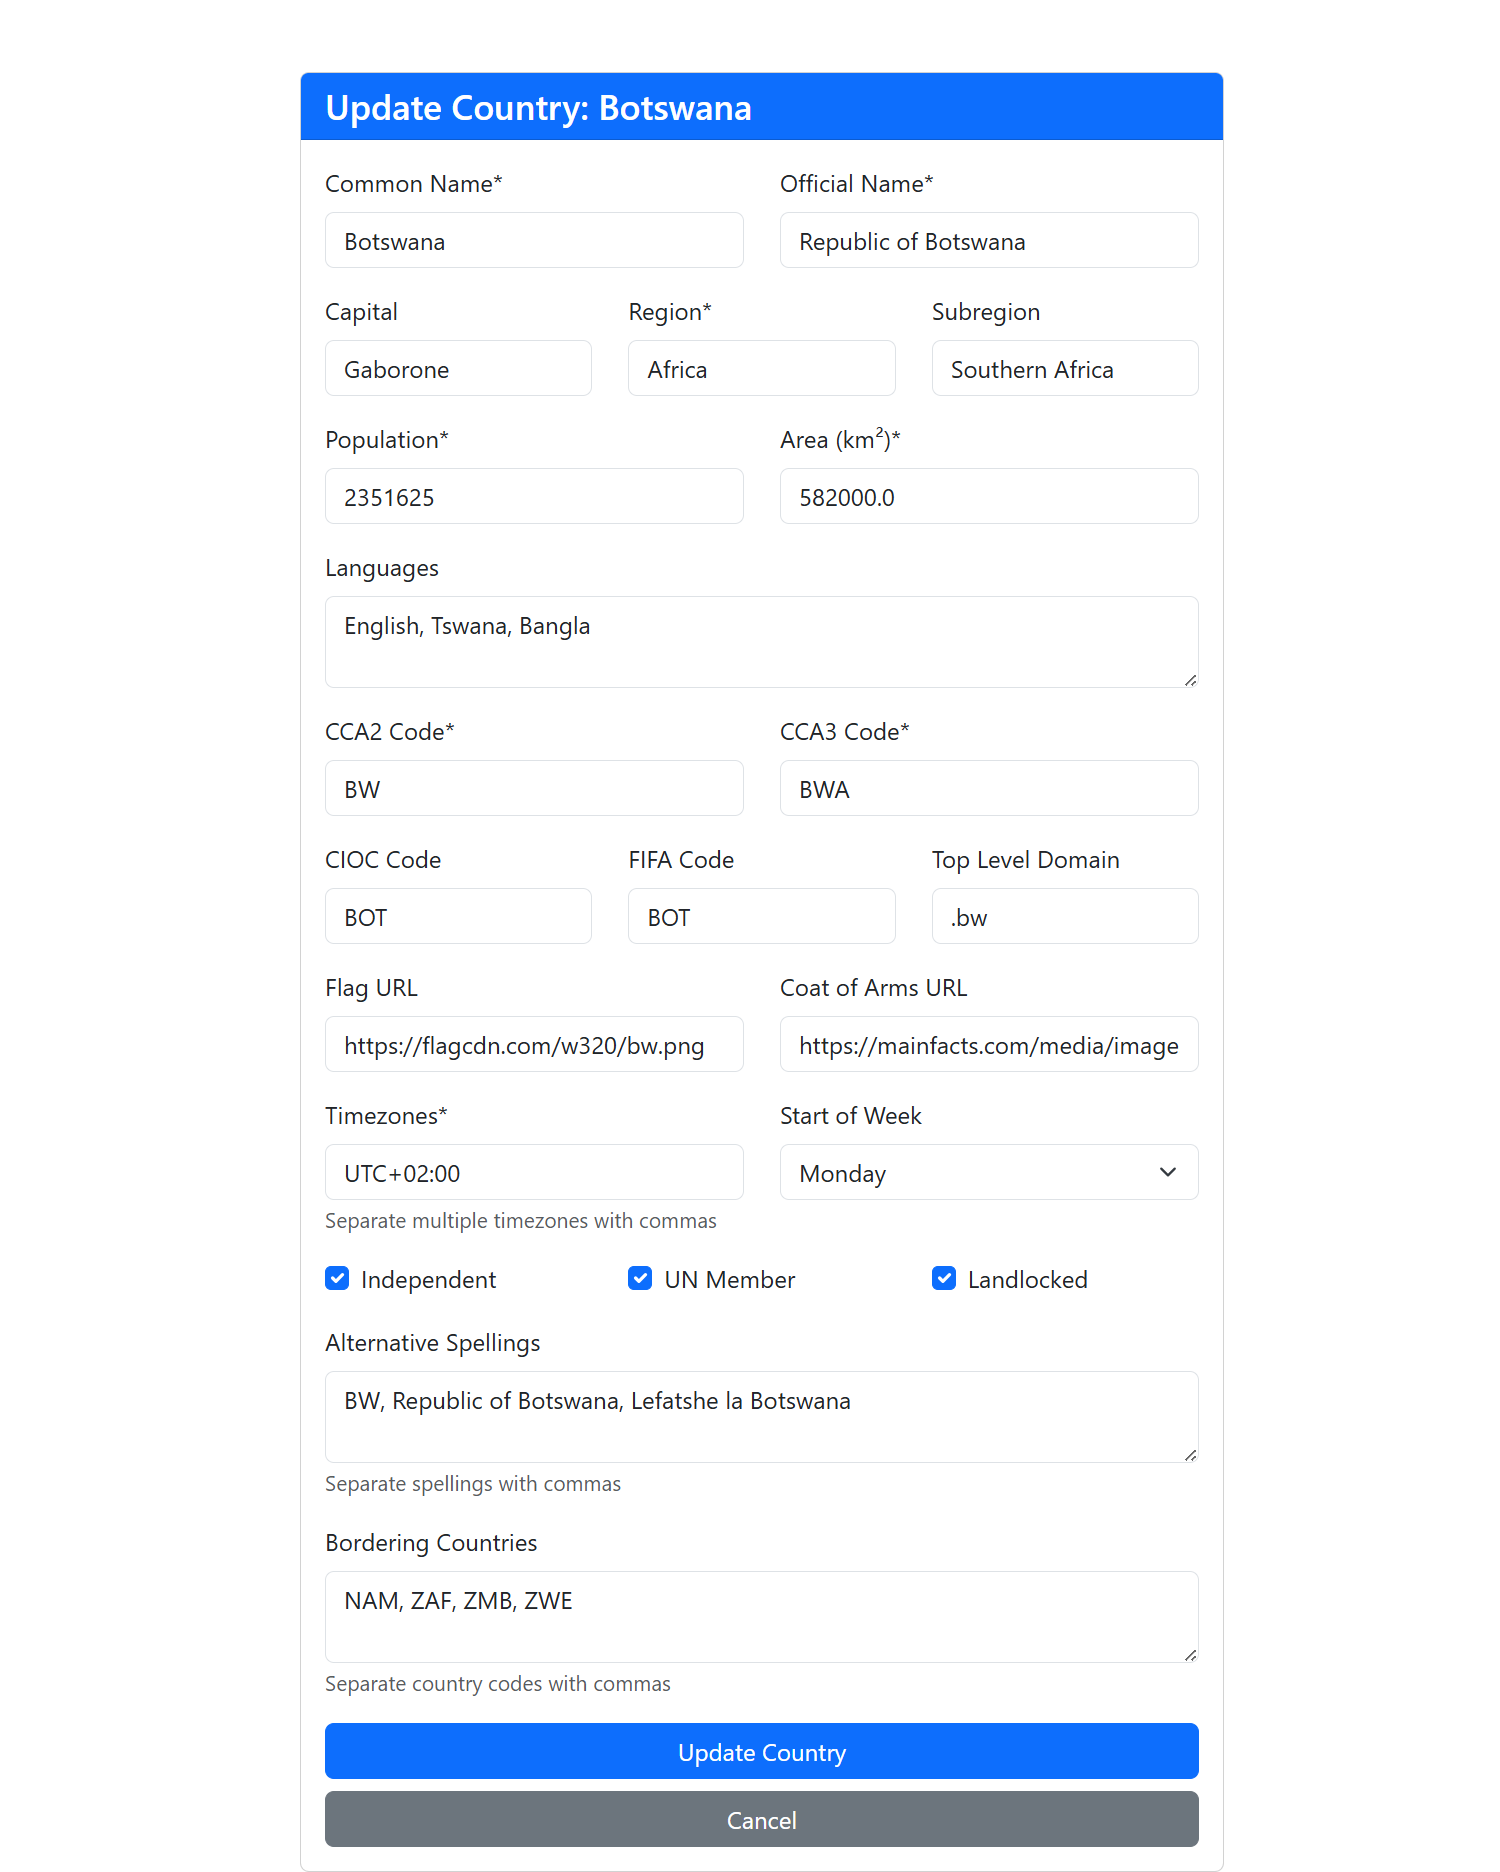 Update Country: Botswana
Common Name* Official Name*
Botswana Republic of Botswana
Capital Region* Subregion
Gaborone Africa Southern Africa
Population* Area (km²)*
2351625 582000.0
Languages
English, Tswana, Bangla
CCA2 Code* CCA3 Code*
BW BWA
CIOC Code FIFA Code Top Level Domain
BOT BOT .bw
Flag URL Coat of Arms URL
https://flagcdn.com/w320/bw.png https://mainfacts.com/media/image
Timezones* Start of Week
UTC+02:00 Monday
Separate multiple timezones with commas
Independent UN Member Landlocked
Alternative Spellings
BW, Republic of Botswana, Lefatshe la Botswana
Separate spellings with commas
Bordering Countries
NAM, ZAF, ZMB, ZWE
Separate country codes with commas
Update Country
Cancel